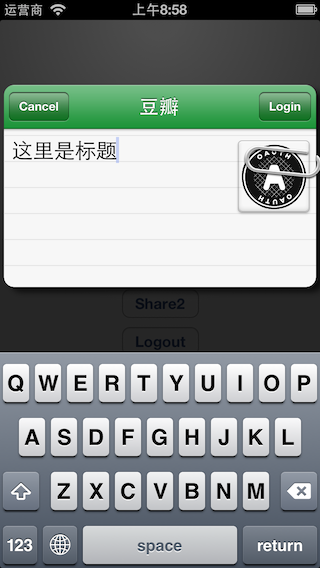 运营商 上午8:58
Cancel 豆瓣 Login
这里是标题
OAUTH
A
OAUTH
Share2
Logout
Q W E R T Y U I O P
A S D F G H J K L
Z X C V B N M
123 space return